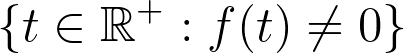 {t ∈ ℝ⁺ : f(t) ≠ 0}